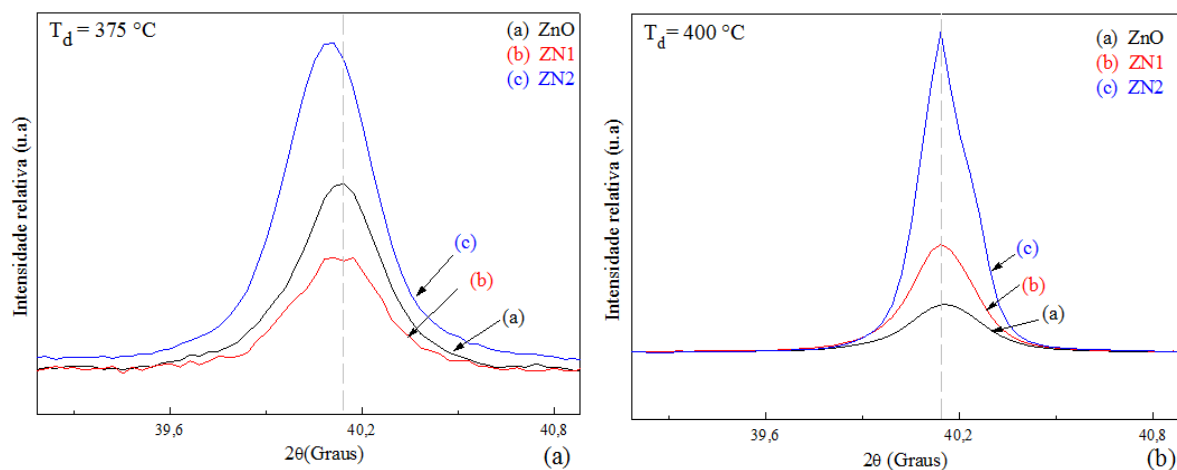 T_d = 375 °C
(a) ZnO
(b) ZN1
(c) ZN2
Intensidade relativa (u.a)
(c)
(b)
(a)
39,6
40,2
40,8
2θ(Graus)
(a)
T_d = 400 °C
(a) ZnO
(b) ZN1
(c) ZN2
Intensidade relativa (u.a)
(c)
(b)
(a)
39,6
40,2
40,8
2θ (Graus)
(b)